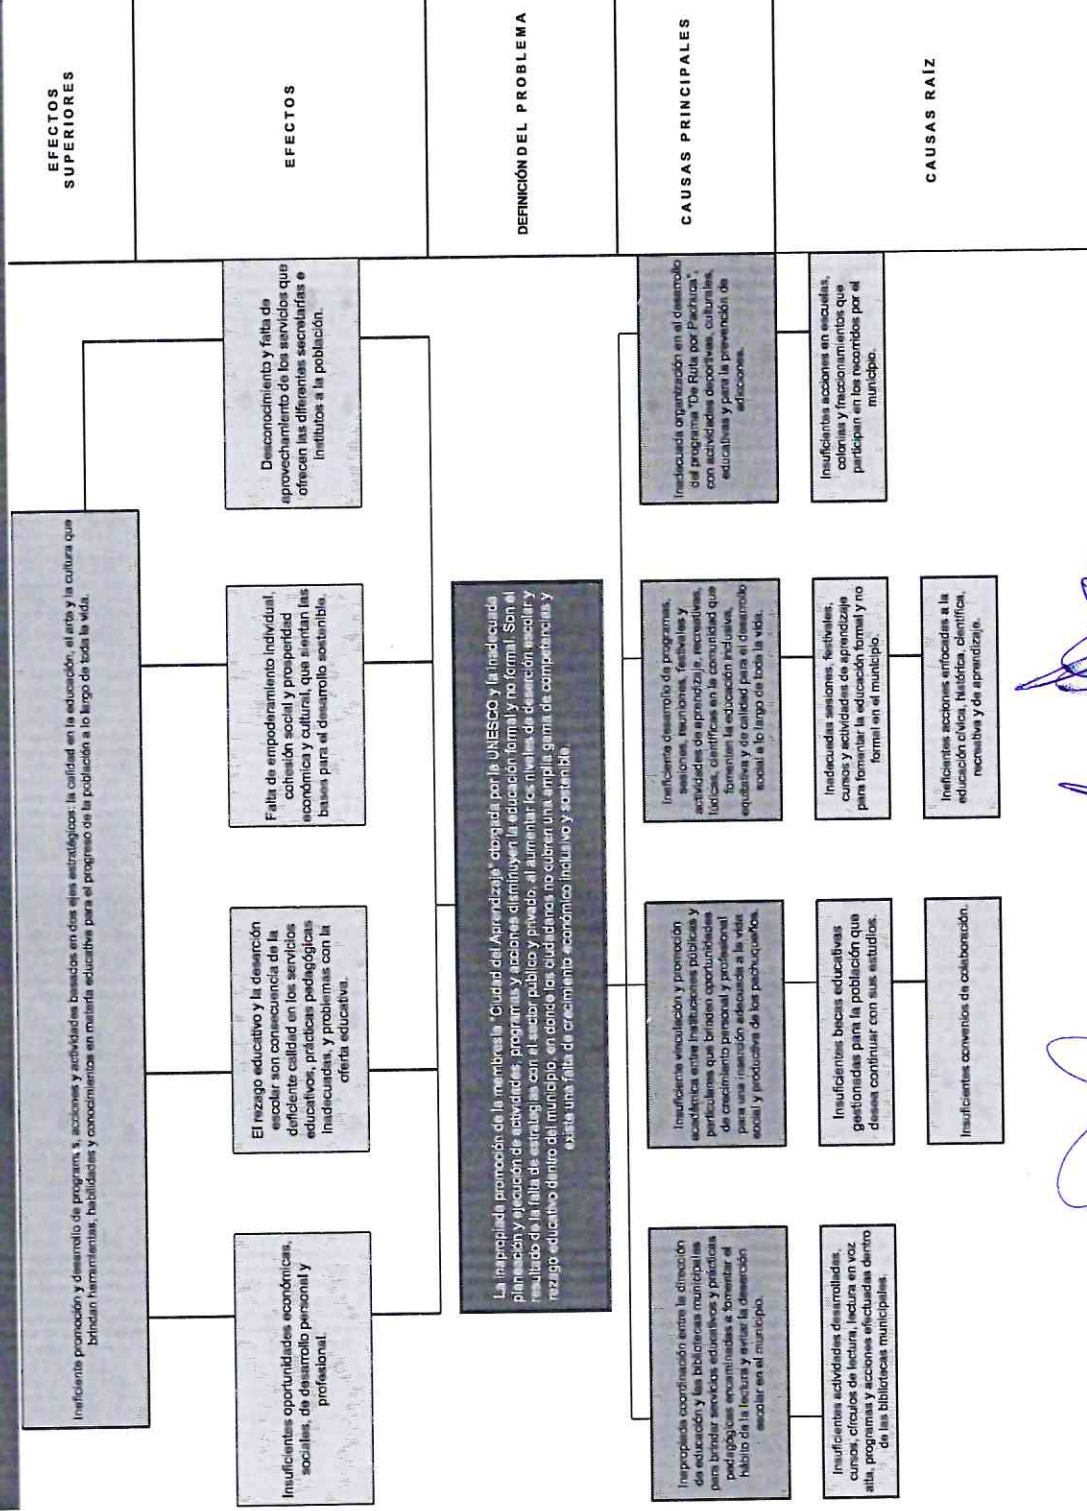 EFECTOS
SUPERIORES
Ineficiente promoción y desarrollo de program s, acciones y actividades basados en dos ejes estratégicos: la calidad en la educación, el arte y la cultura que
brindan herramientas, habilidades y conocimientos en materia educativa para el progreso de la población a lo largo de toda la vida.
EFECTOS
Insuficientes oportunidades económicas,
sociales, de desarrollo personal y
profesional.
El rezago educativo y la deserción
escolar son consecuencia de la
deficiente calidad en los servicios
educativos, prácticas pedagógicas
inadecuadas, y problemas con la
oferta educativa.
Falta de empoderamiento individual,
cohesión social y prosperidad
económica y cultural, que sientan las
bases para el desarrollo sostenible.
Desconocimiento y falta de
aprovechamiento de los servicios que
ofrecen las diferentes secretarías e
institutos a la población.
DEFINICIÓN DEL PROBLEMA
La inapropiada promoción de la membresía "Ciudad del Aprendizaje" otorgada por la UNESCO y la inadecuada
planeación y ejecución de actividades, programas y acciones disminuyen la educación formal y no formal. Son el
resultado de la falta de estrategias con el sector público y privado, al aumentar los niveles de deserción escolar y
rezago educativo dentro del municipio, en donde los ciudadanos no cubren una amplia gama de competencias y
existe una falta de crecimiento económico inclusivo y sostenible.
CAUSAS PRINCIPALES
Inapropiada coordinación entre la dirección
de educación y las bibliotecas municipales
para brindar servicios educativos y prácticas
pedagógicas encaminadas a fomentar el
hábito de la lectura y evitar la deserción
escolar en el municipio.
Insuficiente vinculación y promoción
académica entre instituciones públicas y
particulares que brinden oportunidades
de crecimiento personal y profesional
para una inserción adecuada a la vida
social y productiva de los pachuqueños.
Ineficiente desarrollo de programas,
sesiones, reuniones, festivales y
actividades de aprendizaje, recreativas,
lúdicas, científicas en la comunidad que
fomenten la educación inclusiva,
equitativa y de calidad para el desarrollo
social a lo largo de toda la vida.
Inadecuada organización en el desarrollo
del programa "De Ruta por Pachuca",
con actividades deportivas, culturales,
educativas y para la prevención de
adicciones.
CAUSAS RAÍZ
Insuficientes actividades desarrolladas,
cursos, círculos de lectura, lectura en voz
alta, programas y acciones efectuadas dentro
de las bibliotecas municipales.
Insuficientes becas educativas
gestionadas para la población que
desea continuar con sus estudios.
Inadecuadas sesiones, festivales,
cursos y actividades de aprendizaje
para fomentar la educación formal y no
formal en el municipio.
Insuficientes acciones en escuelas,
colonias y fraccionamientos que
participan en los recorridos por el
municipio.
Insuficientes convenios de colaboración.
Ineficientes acciones enfocadas a la
educación cívica, histórica, científica,
recreativa y de aprendizaje.